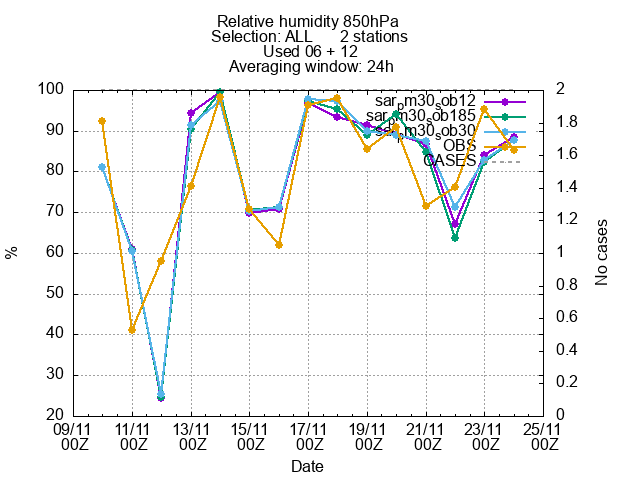 Relative humidity 850hPa
Selection: ALL 2 stations
Used 06 + 12
Averaging window: 24h
100 2
sar_pm30_sob12
sar_pm30_sob185
sar_pm30_sob30
OBS
CASES
90 1.8
80 1.6
70 1.4
60 1.2
50 1
40 0.8
30 0.6
20 0.4
0.2
0
%
No cases
09/11 11/11 13/11 15/11 17/11 19/11 21/11 23/11 25/11
00Z 00Z 00Z 00Z 00Z 00Z 00Z 00Z 00Z
Date